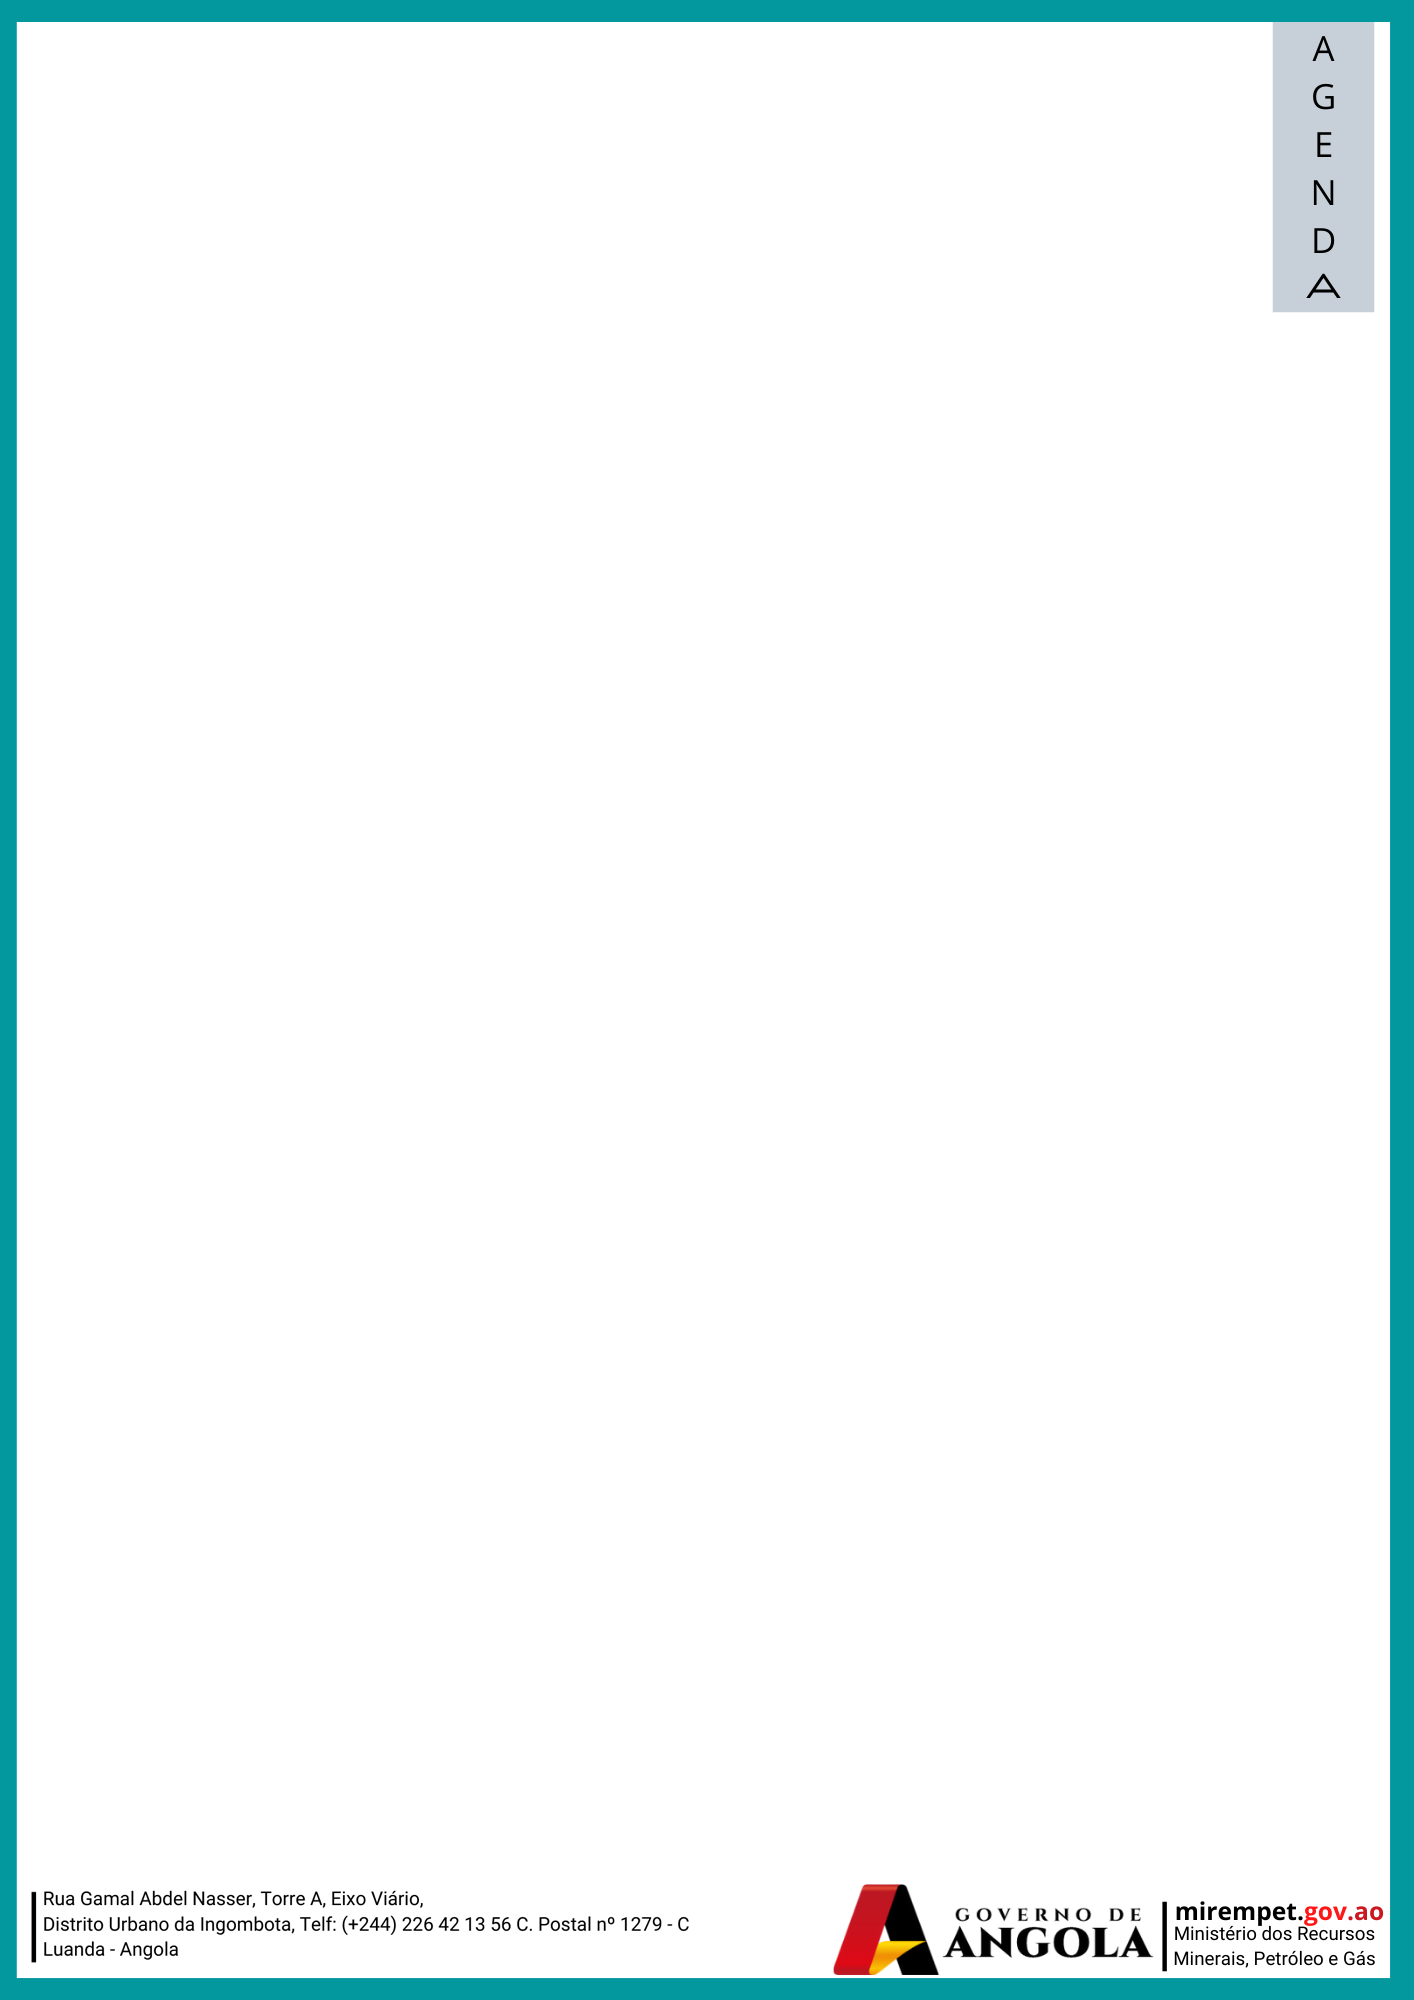 A
G
E
N
D
A
Rua Gamal Abdel Nasser, Torre A, Eixo Viário,
Distrito Urbano da Ingombota, Telf: (+244) 226 42 13 56 C. Postal nº 1279 - C
Luanda - Angola
GOVERNO DE
ANGOLA
mirempet.gov.ao
Ministério dos Recursos
Minerais, Petróleo e Gás